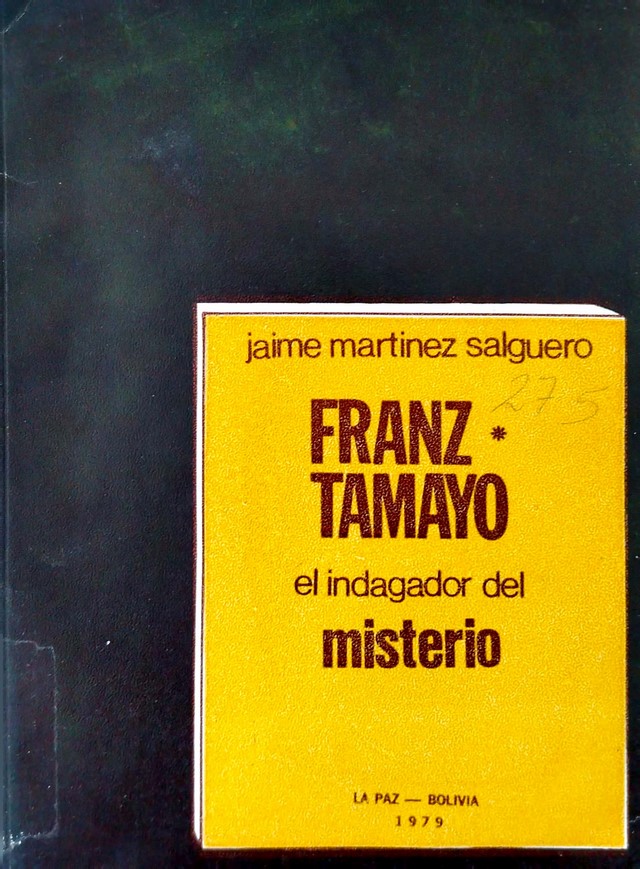 jaime martinez salguero
275
FRANZ *
TAMAYO
el indagador del
misterio
LA PAZ — BOLIVIA
1979